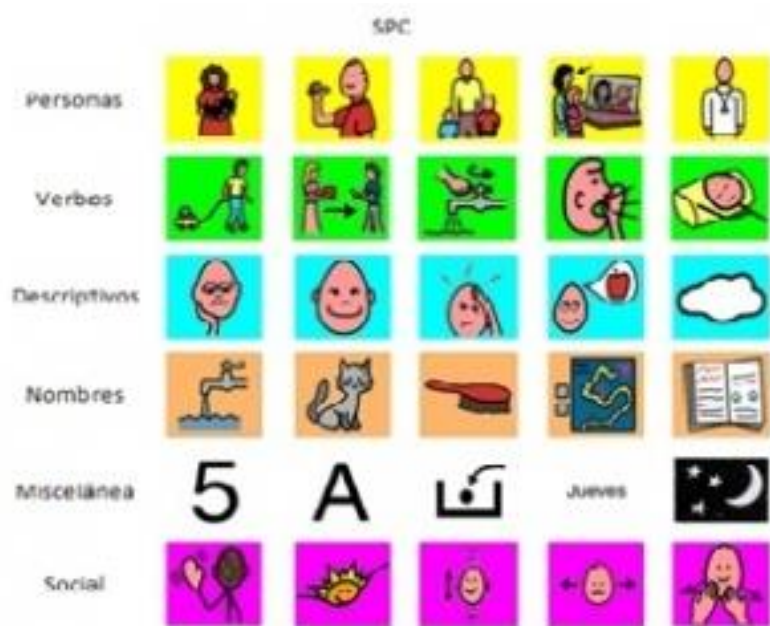 SPC
Personas
Verbos
Descriptivos
Nombres
Miscelánea
5 A Jueves
Social